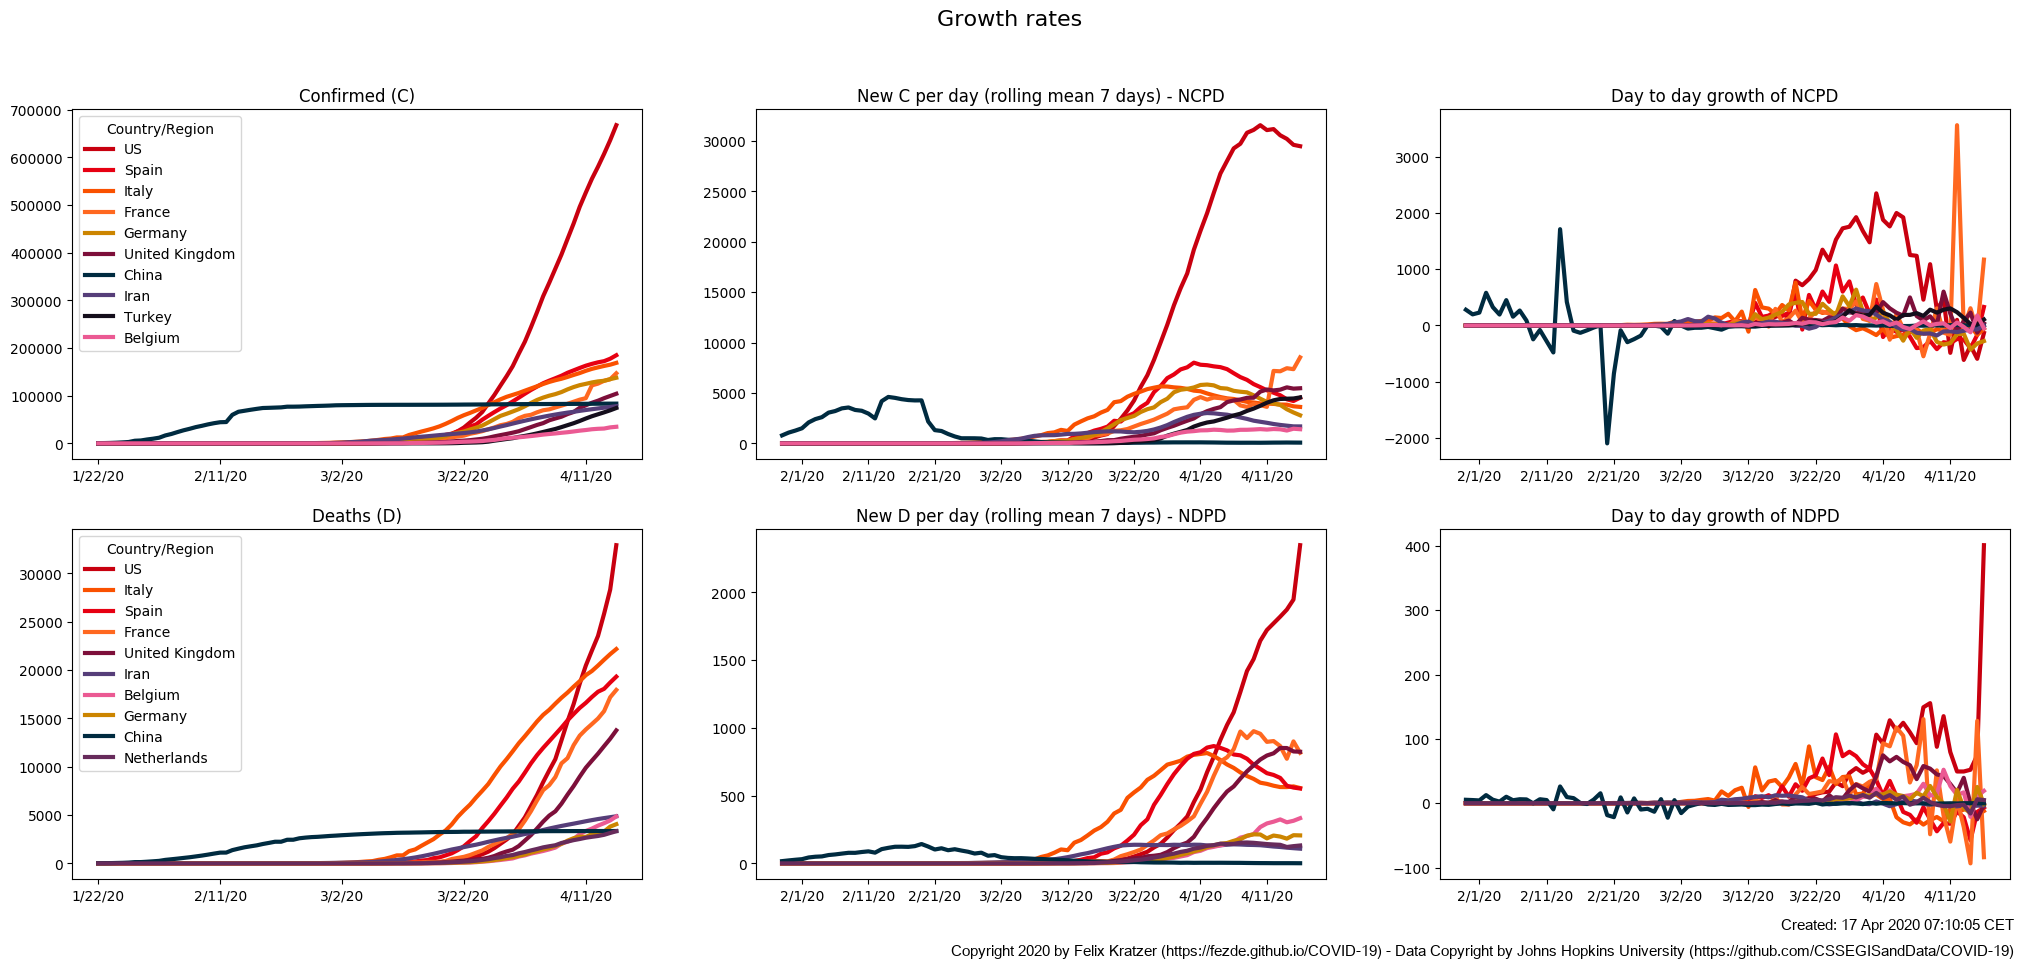 Growth rates
Confirmed (C)
700000
600000
500000
400000
300000
200000
100000
0
Country/Region
US
Spain
Italy
France
Germany
United Kingdom
China
Iran
Turkey
Belgium
1/22/20 2/11/20 3/2/20 3/22/20 4/11/20
New C per day (rolling mean 7 days) - NCPD
30000
25000
20000
15000
10000
5000
0
2/1/20 2/11/20 2/21/20 3/2/20 3/12/20 3/22/20 4/1/20 4/11/20
Day to day growth of NCPD
3000
2000
1000
0
−1000
−2000
2/1/20 2/11/20 2/21/20 3/2/20 3/12/20 3/22/20 4/1/20 4/11/20
Deaths (D)
30000
25000
20000
15000
10000
5000
0
Country/Region
US
Italy
Spain
France
United Kingdom
Iran
Belgium
Germany
China
Netherlands
1/22/20 2/11/20 3/2/20 3/22/20 4/11/20
New D per day (rolling mean 7 days) - NDPD
2000
1500
1000
500
0
2/1/20 2/11/20 2/21/20 3/2/20 3/12/20 3/22/20 4/1/20 4/11/20
Day to day growth of NDPD
400
300
200
100
0
−100
2/1/20 2/11/20 2/21/20 3/2/20 3/12/20 3/22/20 4/1/20 4/11/20
Created: 17 Apr 2020 07:10:05 CET
Copyright 2020 by Felix Kratzer (https://fezde.github.io/COVID-19) - Data Copyright by Johns Hopkins University (https://github.com/CSSEGISandData/COVID-19)